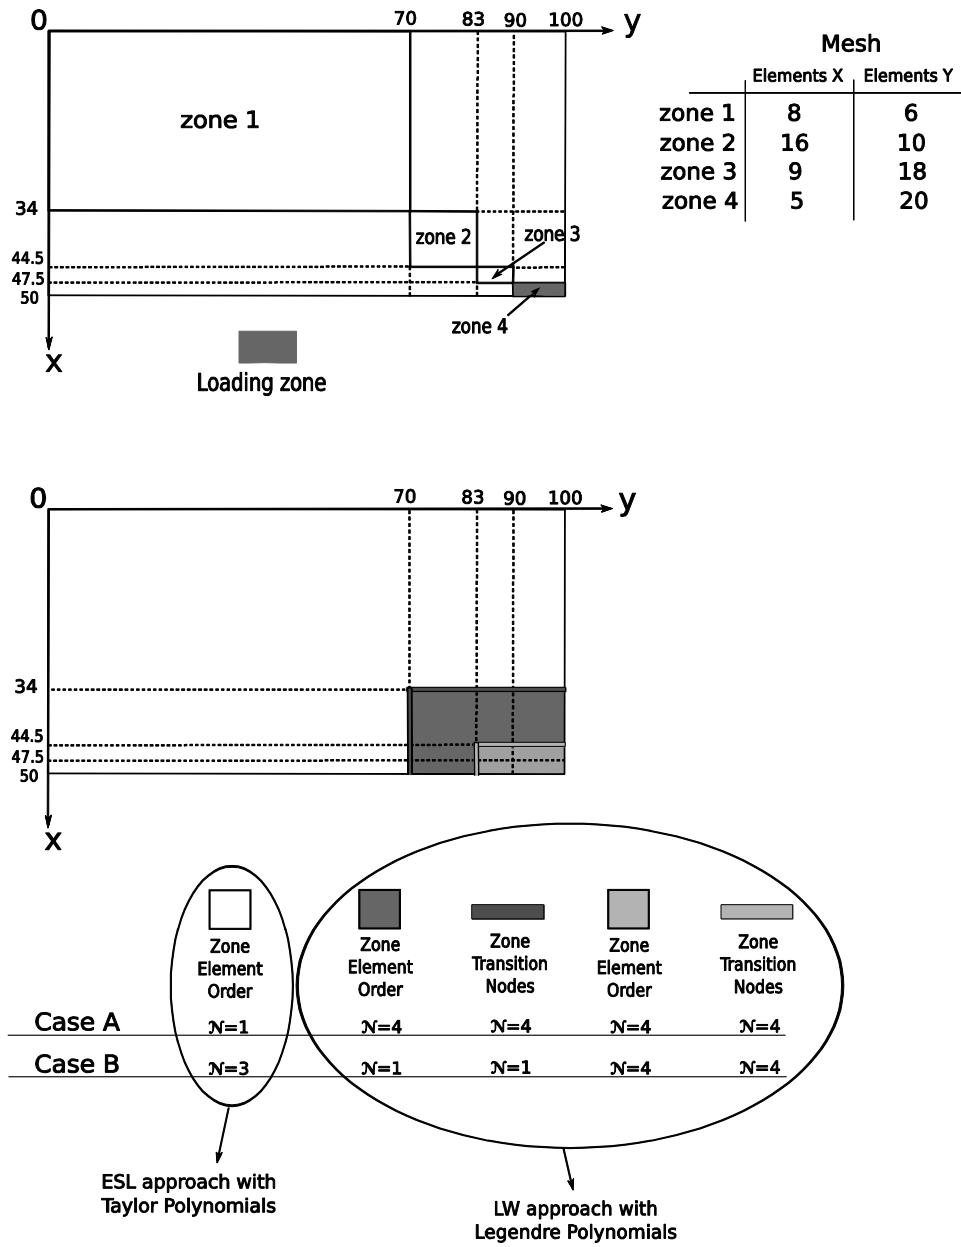 0 70 83 90 100 y
zone 1
34
zone 2 zone 3
44.5
47.5
50
zone 4
x
Loading zone
Mesh
Elements X Elements Y
zone 1 8 6
zone 2 16 10
zone 3 9 18
zone 4 5 20
0 70 83 90 100 y
34
44.5
47.5
50
x
Zone Element Order
Zone Element Order
Zone Transition Nodes
Zone Element Order
Zone Transition Nodes
Case A N=1 N=4 N=4 N=4 N=4
Case B N=3 N=1 N=1 N=4 N=4
ESL approach with
Taylor Polynomials
LW approach with
Legendre Polynomials